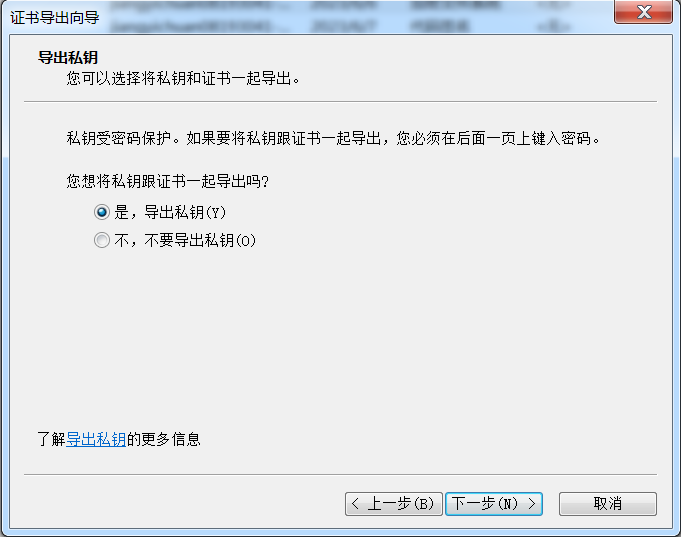 证书导出向导
导出私钥
您可以选择将私钥和证书一起导出。
私钥受密码保护。如果要将私钥跟证书一起导出，您必须在后面一页上键入密码。
您想将私钥跟证书一起导出吗?
是，导出私钥(Y)
不，不要导出私钥(O)
了解导出私钥的更多信息
< 上一步(B)
下一步(N) >
取消